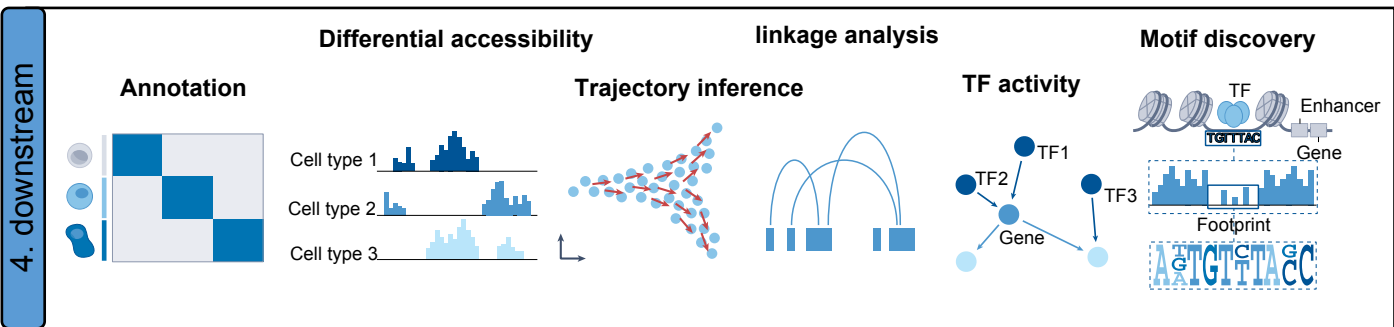 4. downstream
Annotation
Differential accessibility
Cell type 1
Cell type 2
Cell type 3
Trajectory inference
linkage analysis
TF activity
TF1
TF2
TF3
Gene
Motif discovery
TF
Enhancer
TGTTTAC
Gene
Footprint
ATGATGTCTTAGCC